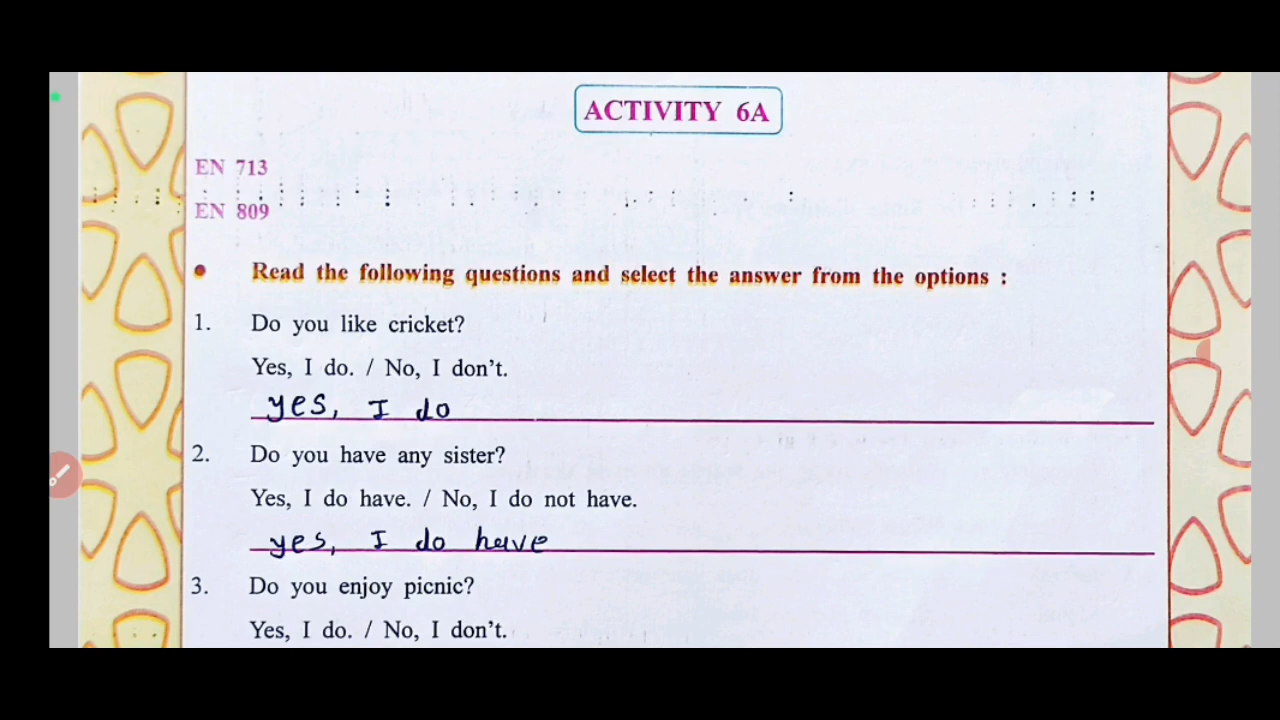 ACTIVITY 6A
EN 713
EN 809
• Read the following questions and select the answer from the options :
1. Do you like cricket?
Yes, I do. / No, I don't.
yes, I do
2. Do you have any sister?
Yes, I do have. / No, I do not have.
yes, I do have
3. Do you enjoy picnic?
Yes, I do. / No, I don't.